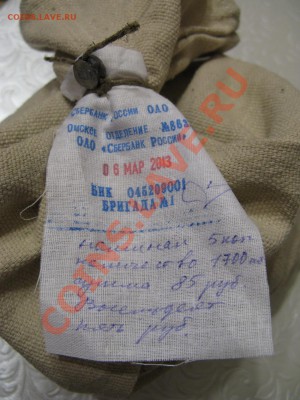 COINS.LAVE.RU
СБЕРБАНК РОССИИ ОАО
ОМСКОЕ ОТДЕЛЕНИЕ
ОАО «СБЕРБАНК РОССИИ»
06 МАР 2013
БИК 045209001
БРИГАДА №1
номинал 5 коп.
количество 1700 шт
сумма 85 руб.
Восемьдесят
пять руб.
COINS.LAVE.RU